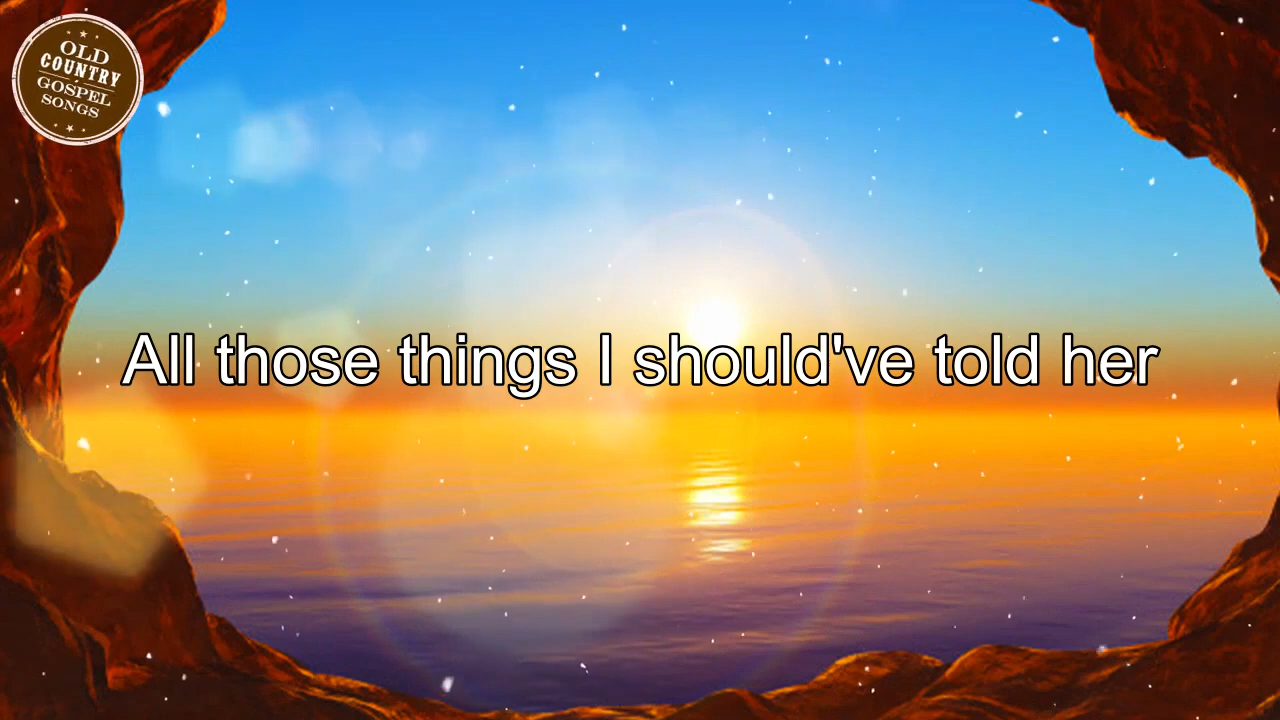 OLD
COUNTRY
GOSPEL
SONGS
All those things I should've told her